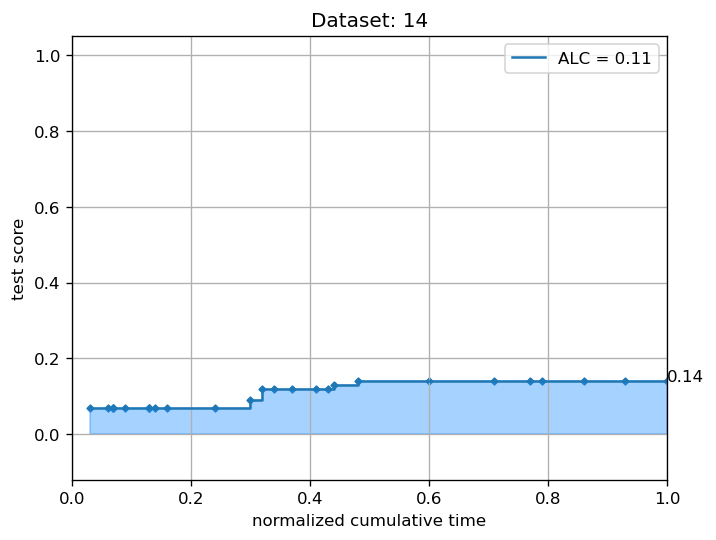 Dataset: 14
ALC = 0.11
1.0
0.8
0.6
0.4
0.2
0.0
test score
0.14
0.0 0.2 0.4 0.6 0.8 1.0
normalized cumulative time